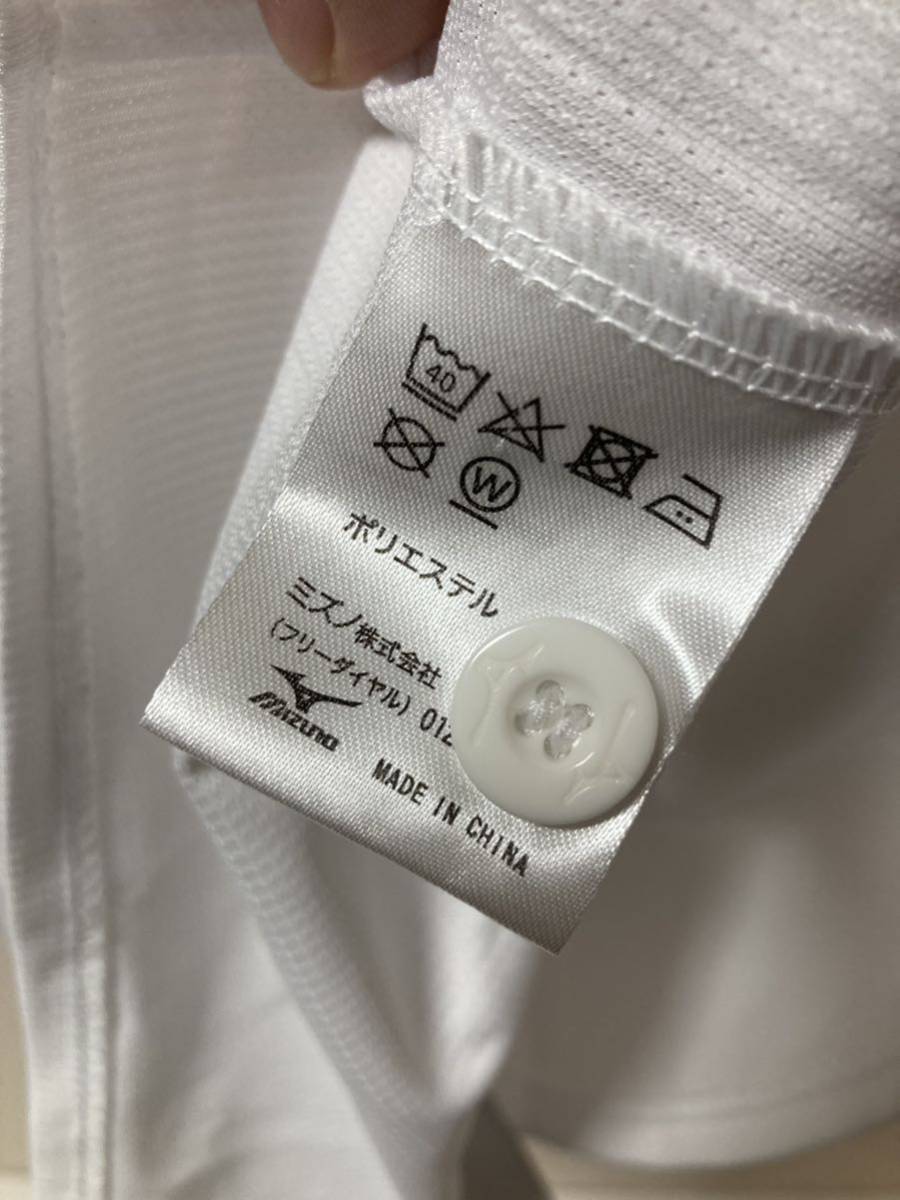 40
W
ポリエステル
ミズノ株式会社
(フリーダイヤル) 012
Mizuno
MADE IN CHINA